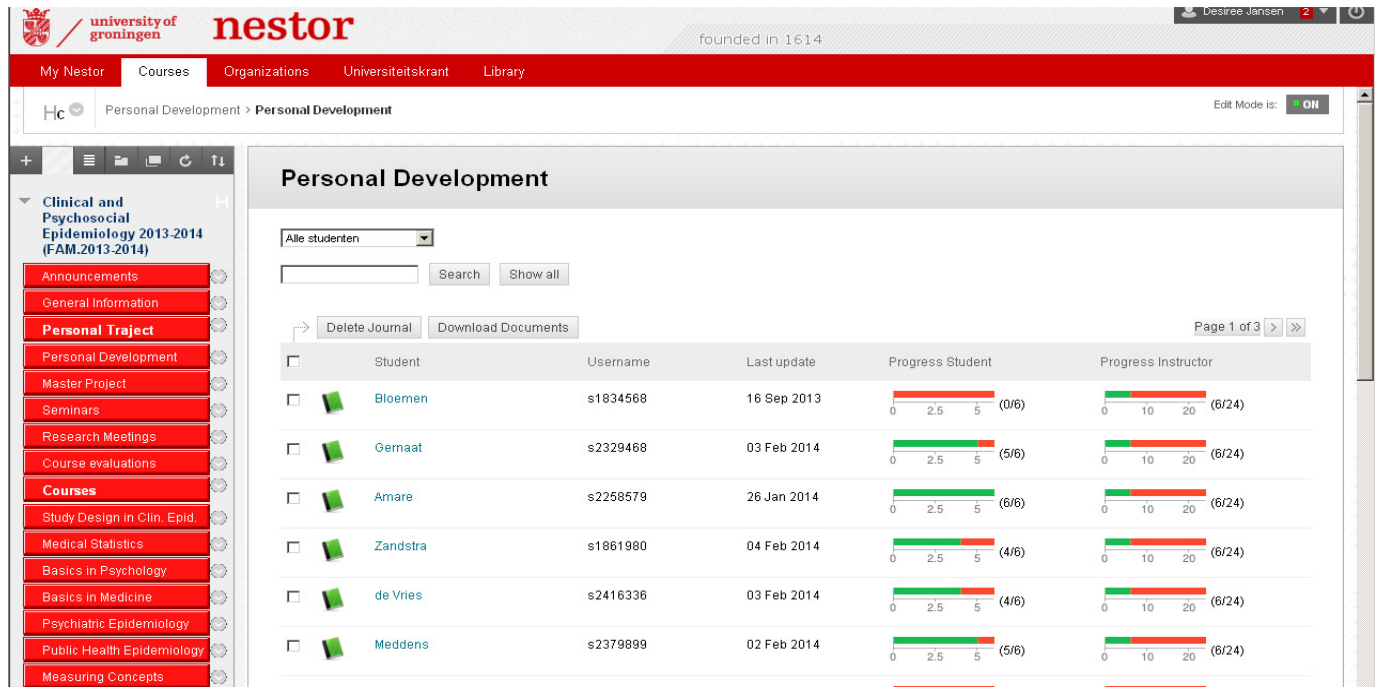 university of
groningen
nestor
founded in 1614
Desiree Jansen 2
My Nestor Courses Organizations Universiteitskrant Library
Hc Personal Development > Personal Development Edit Mode is: ON
Personal Development
Clinical and
Psychosocial
Epidemiology 2013-2014
(FAM.2013-2014)
Announcements
General Information
Personal Traject
Personal Development
Master Project
Seminars
Research Meetings
Course evaluations
Courses
Study Design in Clin. Epid.
Medical Statistics
Basics in Psychology
Basics in Medicine
Psychiatric Epidemiology
Public Health Epidemiology
Measuring Concepts
Alle studenten
Search Show all
Delete Journal Download Documents Page 1 of 3 > >>
Student Username Last update Progress Student Progress Instructor
Bloemen s1834568 16 Sep 2013 (0/6) (6/24)
0 2.5 5 0 10 20
Gernaat s2329468 03 Feb 2014 (5/6) (6/24)
0 2.5 5 0 10 20
Amare s2258579 26 Jan 2014 (6/6) (6/24)
0 2.5 5 0 10 20
Zandstra s1861980 04 Feb 2014 (4/6) (6/24)
0 2.5 5 0 10 20
de Vries s2416336 03 Feb 2014 (4/6) (6/24)
0 2.5 5 0 10 20
Meddens s2379899 02 Feb 2014 (5/6) (6/24)
0 2.5 5 0 10 20